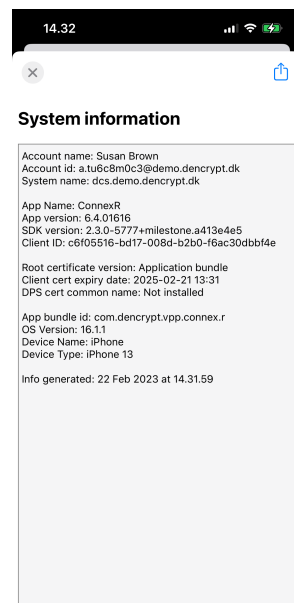 14.32
System information
Account name: Susan Brown
Account id: a.tu6c8m0c3@demo.dencrypt.dk
System name: dcs.demo.dencrypt.dk
App Name: ConnexR
App version: 6.4.01616
SDK version: 2.3.0-5777+milestone.a413e4e5
Client ID: c6f05516-bd17-008d-b2b0-f6ac30dbbf4e
Root certificate version: Application bundle
Client cert expiry date: 2025-02-21 13:31
DPS cert common name: Not installed
App bundle id: com.dencrypt.vpp.connex.r
OS Version: 16.1.1
Device Name: iPhone
Device Type: iPhone 13
Info generated: 22 Feb 2023 at 14.31.59